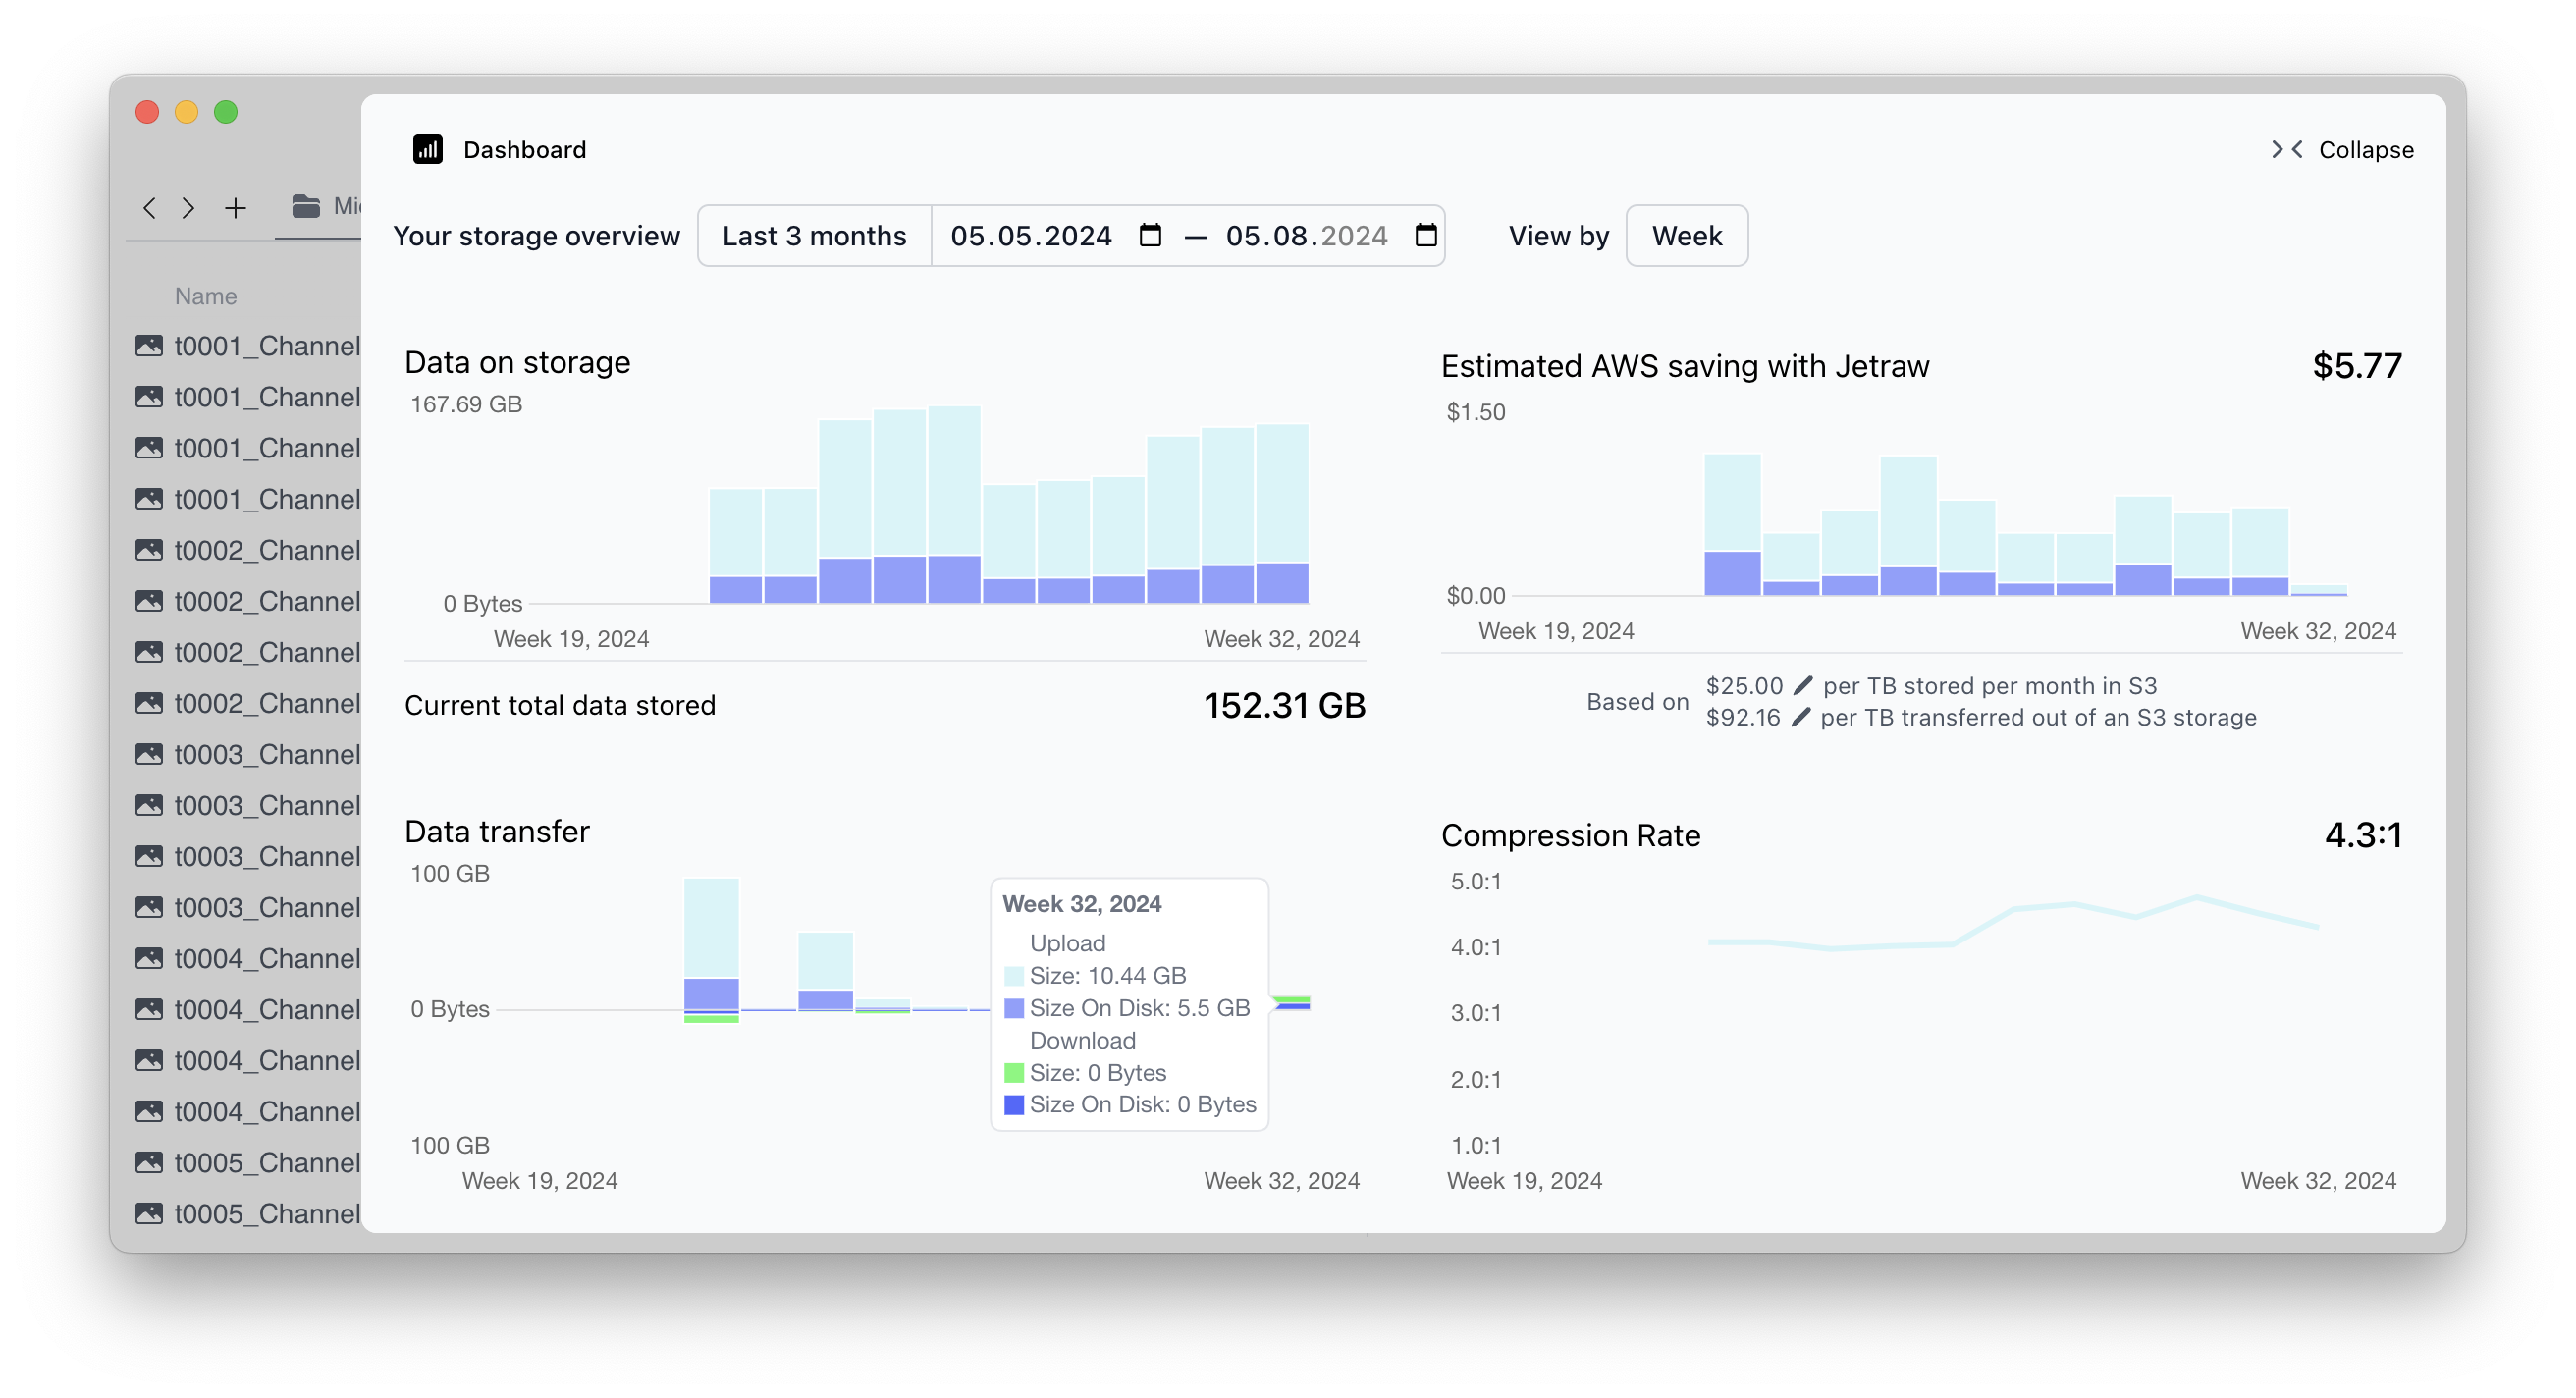 Dashboard
Collapse
Your storage overview
Last 3 months
05.05.2024 — 05.08.2024
View by
Week
Name
t0001_Channel
t0001_Channel
t0001_Channel
t0001_Channel
t0002_Channel
t0002_Channel
t0002_Channel
t0002_Channel
t0003_Channel
t0003_Channel
t0003_Channel
t0003_Channel
t0004_Channel
t0004_Channel
t0004_Channel
t0004_Channel
t0005_Channel
t0005_Channel
Data on storage
167.69 GB
0 Bytes
Week 19, 2024
Week 32, 2024
Current total data stored
152.31 GB
Estimated AWS saving with Jetraw
$5.77
$1.50
$0.00
Week 19, 2024
Week 32, 2024
Based on
$25.00 per TB stored per month in S3
$92.16 per TB transferred out of an S3 storage
Data transfer
100 GB
0 Bytes
100 GB
Week 19, 2024
Week 32, 2024
Week 32, 2024
Upload
Size: 10.44 GB
Size On Disk: 5.5 GB
Download
Size: 0 Bytes
Size On Disk: 0 Bytes
Compression Rate
4.3:1
5.0:1
4.0:1
3.0:1
2.0:1
1.0:1
Week 19, 2024
Week 32, 2024